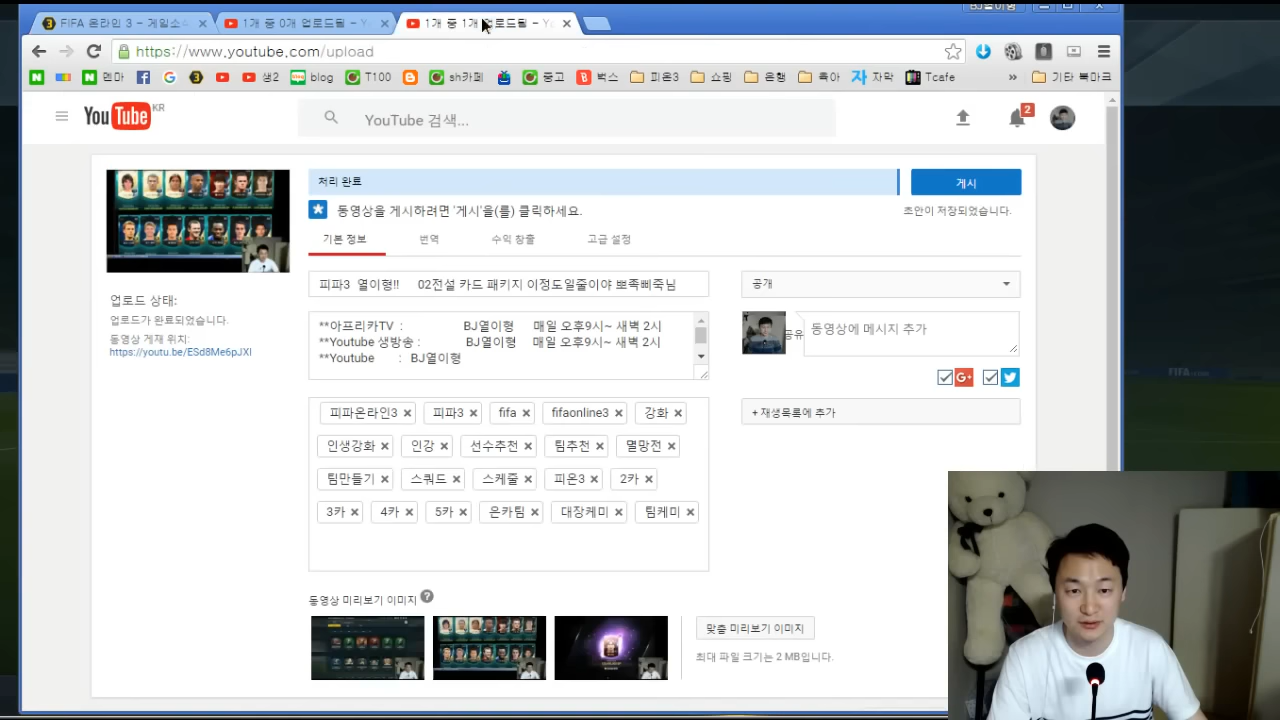 BJ열이형
FIFA 온라인 3 - 게임소
1개 중 0개 업로드됨 - Y
1개 중 1개 업로드됨 - Yo
https://www.youtube.com/upload
엔마
생2
blog
T100
sh카페
중고
벅스
피온3
쇼핑
은행
육아
자막
Tcafe
»
기타 북마크
YouTube KR
YouTube 검색...
2
처리 완료
게시
동영상을 게시하려면 '게시'을(를) 클릭하세요.
초안이 저장되었습니다.
기본 정보
번역
수익 창출
고급 설정
피파3 열이형!! 02전설 카드 패키지 이정도일줄이야 뽀족삐죽님
공개
업로드 상태:
업로드가 완료되었습니다.
동영상 게재 위치:
https://youtu.be/ESd8Me6pJXI
**아프리카TV : BJ열이형 매일 오후9시~ 새벽 2시
**Youtube 생방송 : BJ열이형 매일 오후9시~ 새벽 2시
**Youtube : BJ열이형
공유
동영상에 메시지 추가
+ 재생목록에 추가
피파온라인3
피파3
fifa
fifaonline3
강화
인생강화
인강
선수추천
팀추천
멸망전
팀만들기
스쿼드
스케줄
피온3
2카
3카
4카
5카
은카팀
대장케미
팀케미
동영상 미리보기 이미지
맞춤 미리보기 이미지
최대 파일 크기는 2 MB입니다.
FIFA